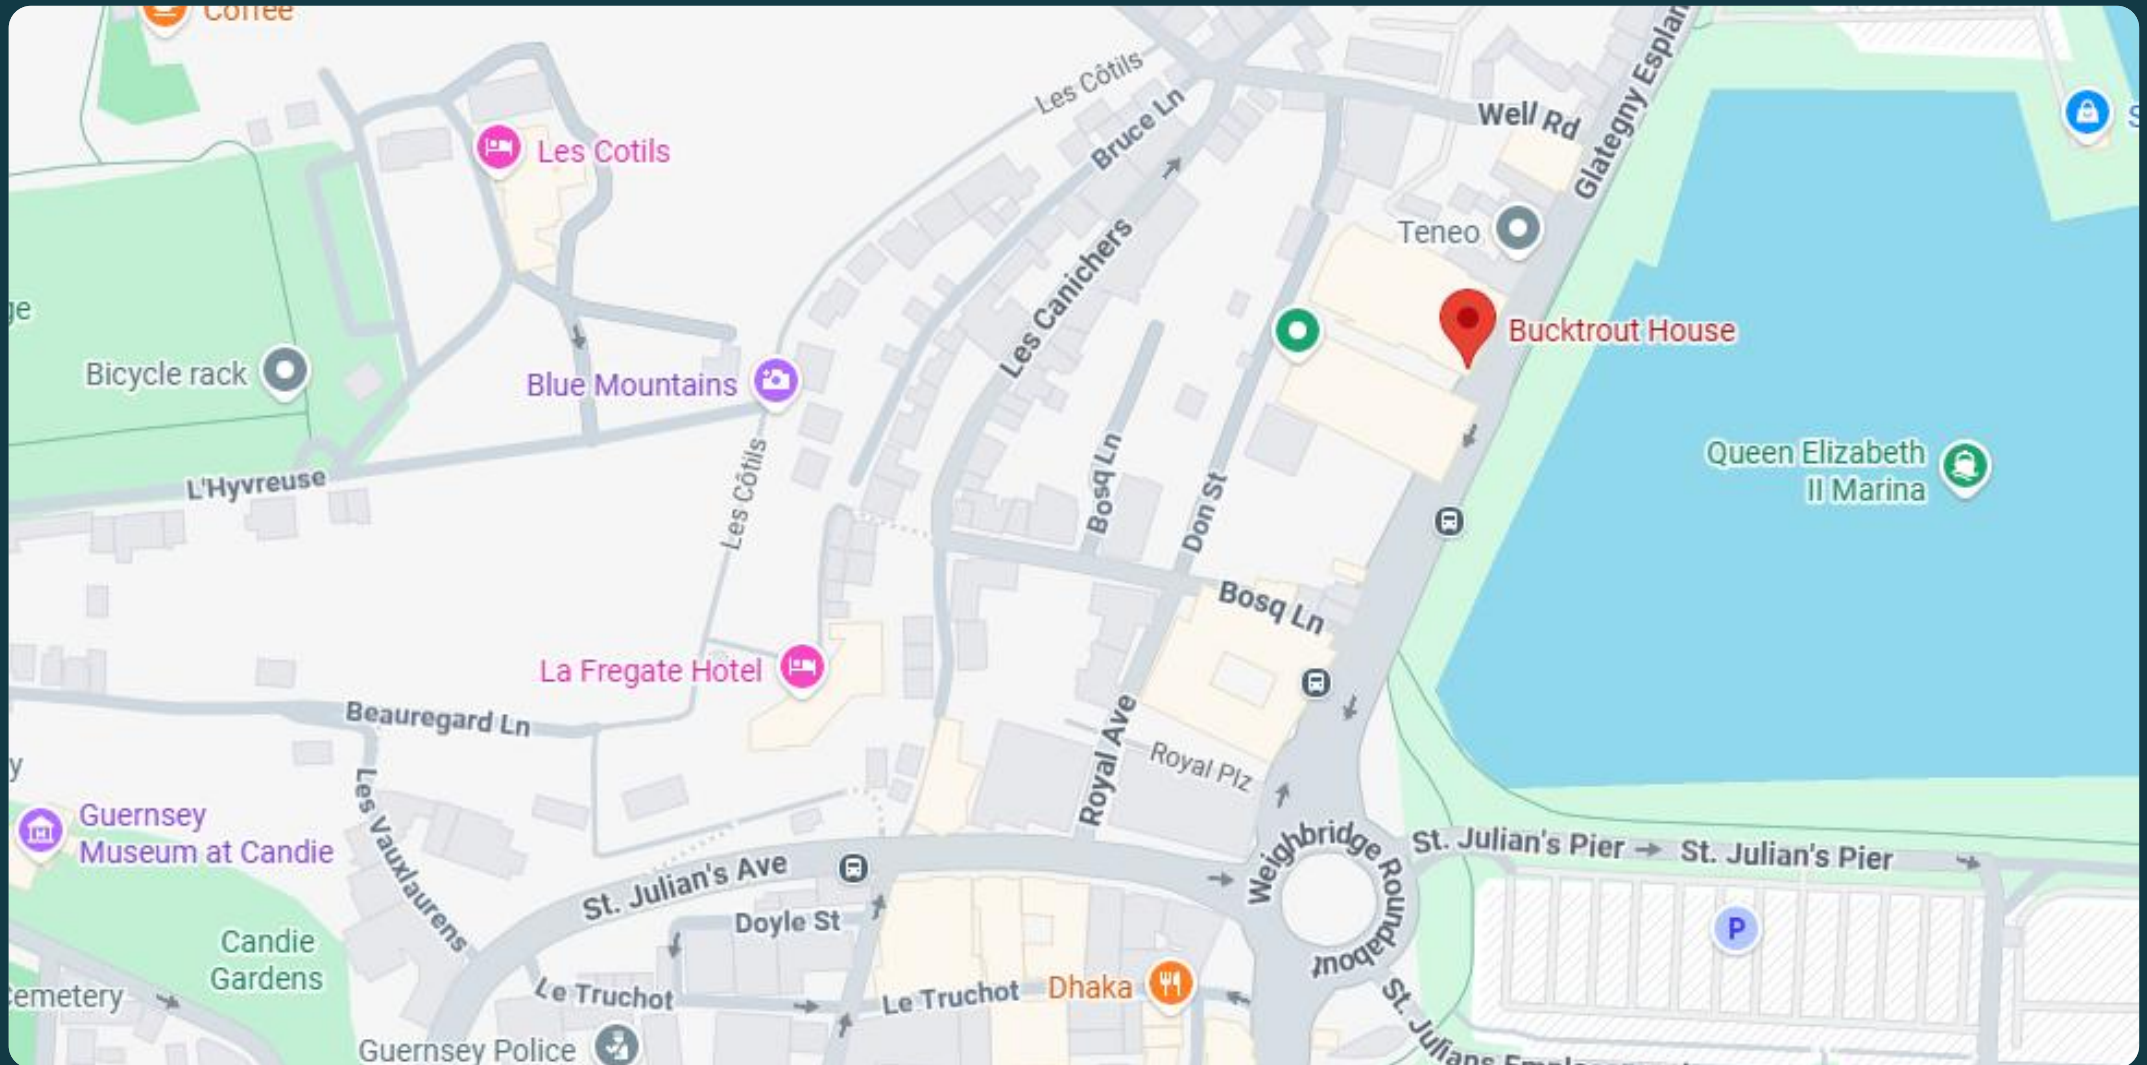 Coffee
Les Côtils
Glategny Esplan
Bruce Ln
Well Rd
Les Cotils
S
Teneo
Les Canichers
ge
Bucktrout House
Bicycle rack
Blue Mountains
Queen Elizabeth
II Marina
L'Hyvreuse
Les Côtils
Bosq Ln
Don St
Bosq Ln
La Fregate Hotel
Beauregard Ln
Royal Ave
Royal Plz
y
Guernsey
Museum at Candie
Les Vauxlaurens
St. Julian's Pier
St. Julian's Pier
Weighbridge Roundabout
St. Julian's Ave
Doyle St
P
Candie
Gardens
Cemetery
Le Truchot
Le Truchot
Dhaka
Guernsey Police
St. Julians